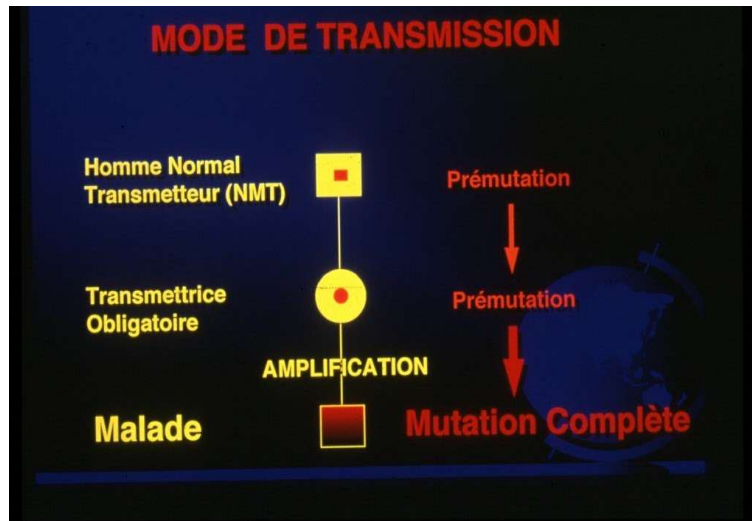 MODE DE TRANSMISSION
Homme Normal
Transmetteur (NMT)
Prémutation
Transmettrice
Obligatoire
Prémutation
AMPLIFICATION
Malade
Mutation Complète